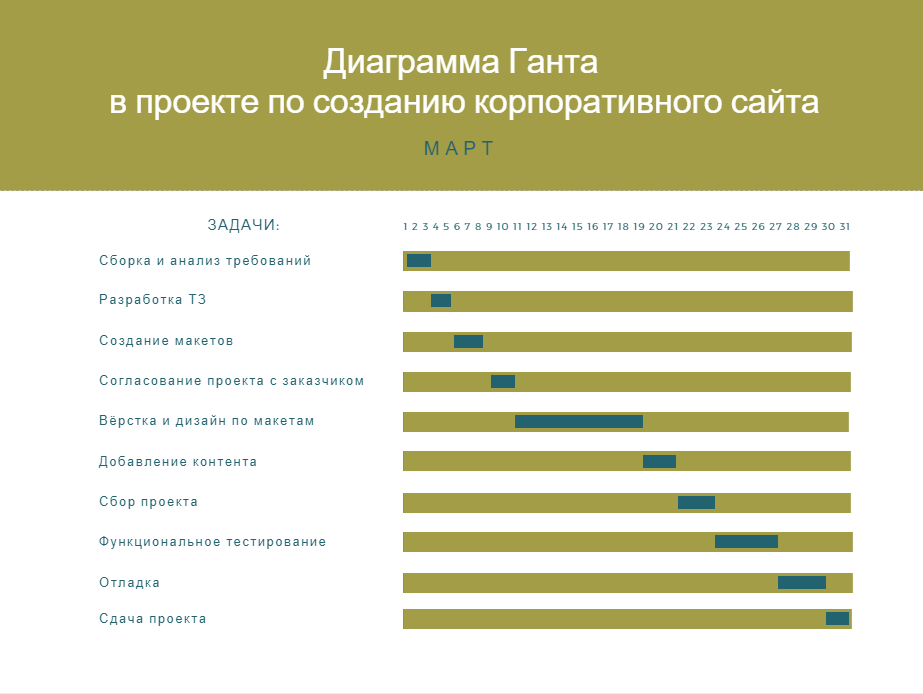 Диаграмма Ганта
в проекте по созданию корпоративного сайта
МАРТ
ЗАДАЧИ:
1 2 3 4 5 6 7 8 9 10 11 12 13 14 15 16 17 18 19 20 21 22 23 24 25 26 27 28 29 30 31
Сборка и анализ требований
Разработка ТЗ
Создание макетов
Согласование проекта с заказчиком
Вёрстка и дизайн по макетам
Добавление контента
Сбор проекта
Функциональное тестирование
Отладка
Сдача проекта